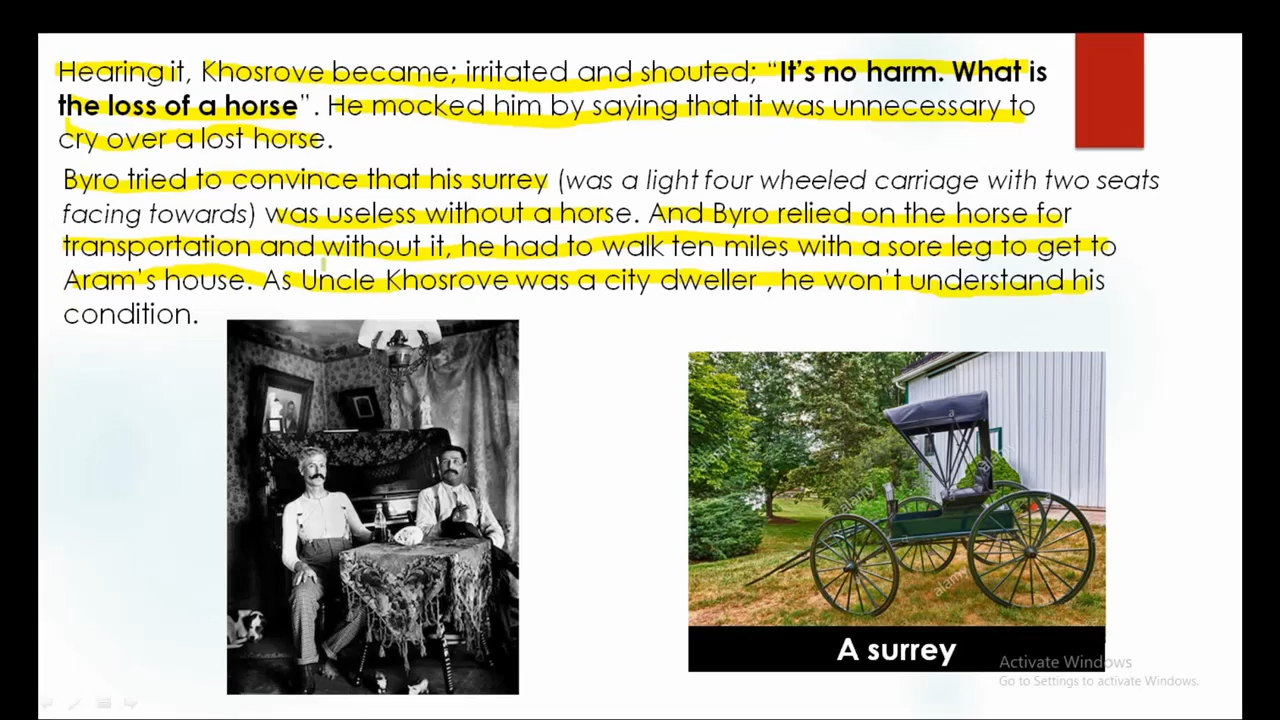 Hearing it, Khosrove became; irritated and shouted; “It’s no harm. What is
the loss of a horse”. He mocked him by saying that it was unnecessary to
cry over a lost horse.
Byro tried to convince that his surrey (was a light four wheeled carriage with two seats
facing towards) was useless without a horse. And Byro relied on the horse for
transportation and without it, he had to walk ten miles with a sore leg to get to
Aram’s house. As Uncle Khosrove was a city dweller , he won’t understand his
condition.
alamy
a
alamy
alamy
alamy
A surrey
Activate Windows
Go to Settings to activate Windows.